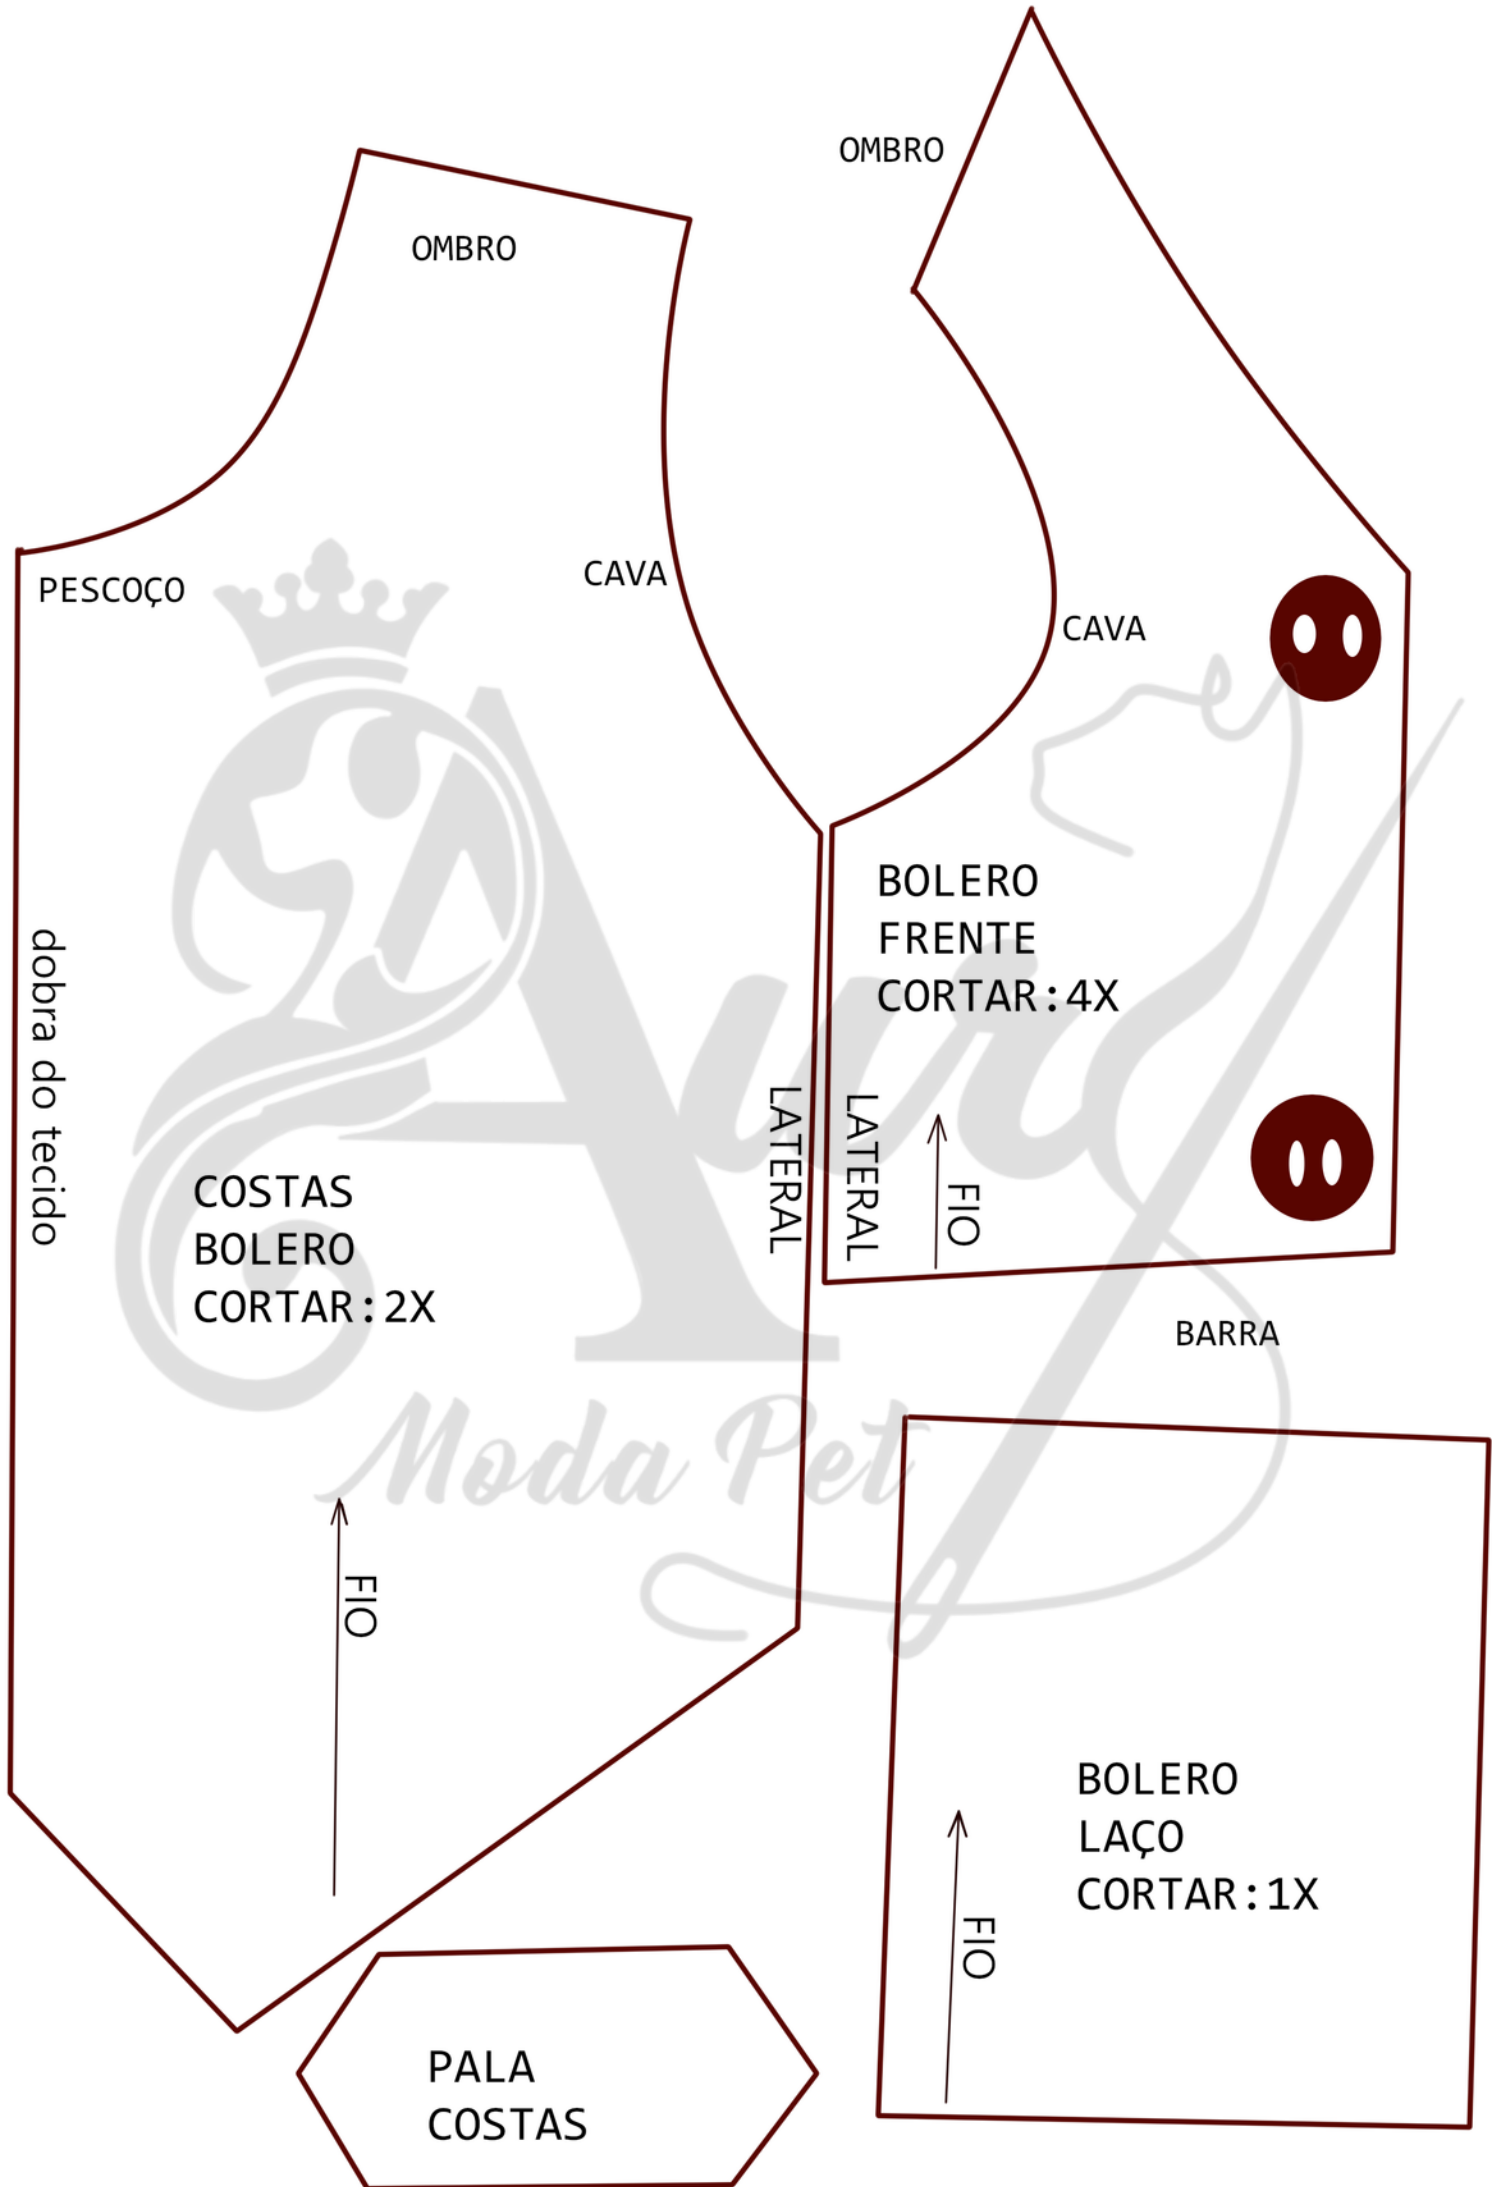 OMBRO
OMBRO
PESCOÇO
CAVA
CAVA
BOLERO
FRENTE
CORTAR:4X
dobra do tecido
LATERAL
LATERAL
FIO
COSTAS
BOLERO
CORTAR:2X
BARRA
Aury
Moda Pet
FIO
BOLERO
LAÇO
CORTAR:1X
FIO
PALA
COSTAS